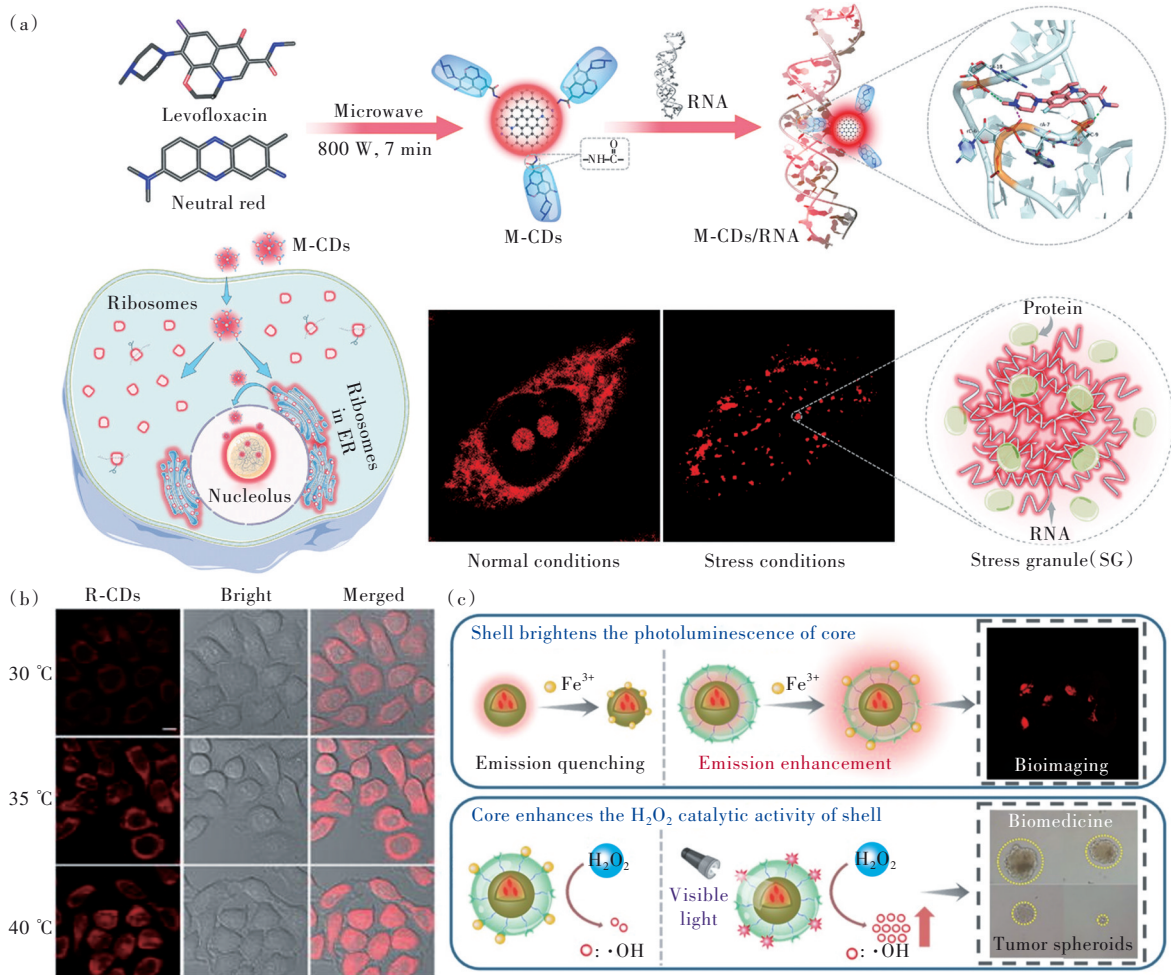 (a)
Levofloxacin
Neutral red
Microwave
800 W, 7 min
M-CDs
–NH–C–
O
RNA
M-CDs/RNA
M-CDs
Ribosomes
Ribosomes
in ER
Nucleolus
Normal conditions
Stress conditions
Protein
RNA
Stress granule(SG)
(b)
R-CDs
Bright
Merged
30 ℃
35 ℃
40 ℃
(c)
Shell brightens the photoluminescence of core
Fe³⁺
Fe³⁺
Emission quenching
Emission enhancement
Bioimaging
Core enhances the H₂O₂ catalytic activity of shell
H₂O₂
: ·OH
Visible
light
H₂O₂
: ·OH
Biomedicine
Tumor spheroids